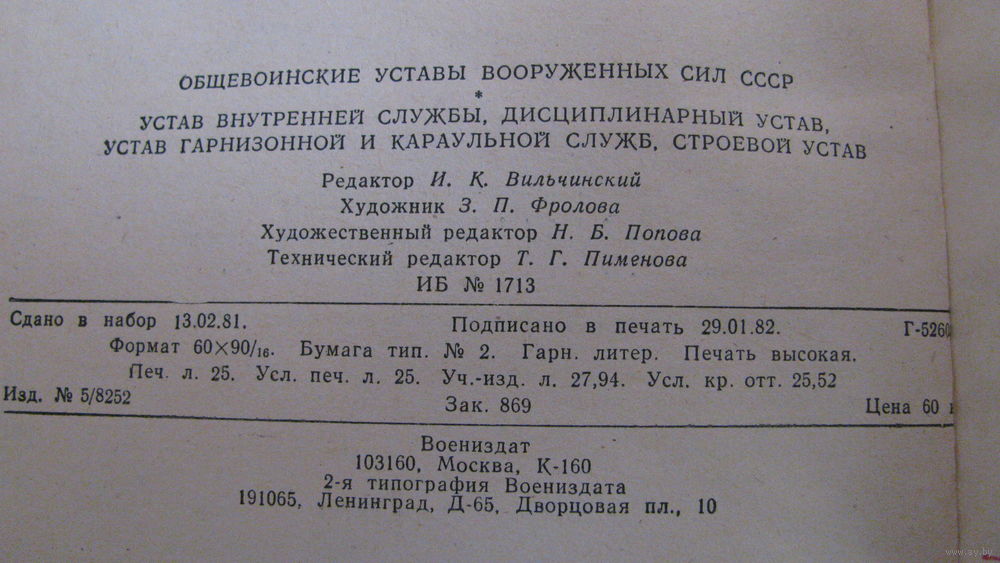 ОБЩЕВОИНСКИЕ УСТАВЫ ВООРУЖЕННЫХ СИЛ СССР
*
УСТАВ ВНУТРЕННЕЙ СЛУЖБЫ, ДИСЦИПЛИНАРНЫЙ УСТАВ,
УСТАВ ГАРНИЗОННОЙ И КАРАУЛЬНОЙ СЛУЖБ, СТРОЕВОЙ УСТАВ
Редактор И. К. Вильчинский
Художник З. П. Фролова
Художественный редактор Н. Б. Попова
Технический редактор Т. Г. Пименова
ИБ № 1713
Сдано в набор 13.02.81. Подписано в печать 29.01.82.
Формат 60×90/16. Бумага тип. № 2. Гарн. литер. Печать высокая.
Печ. л. 25. Усл. печ. л. 25. Уч.-изд. л. 27,94. Усл. кр. отт. 25,52
Изд. № 5/8252 Зак. 869 Цена 60
Воениздат
103160, Москва, К-160
2-я типография Воениздата
191065, Ленинград, Д-65, Дворцовая пл., 10
www.ay.by